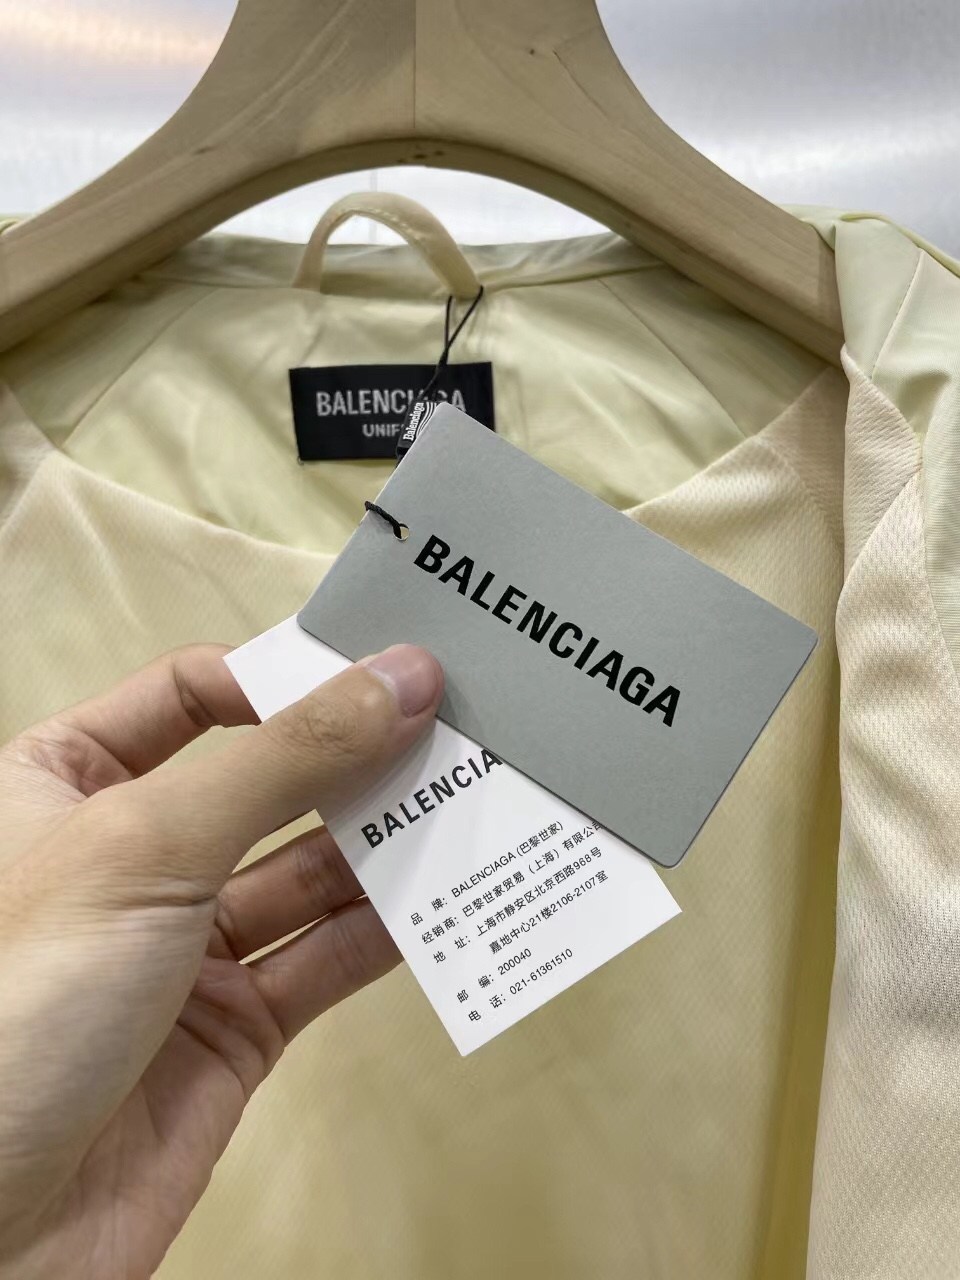 BALENCIAGA
UNIF
Balenciaga
BALENCIAGA
BALENCIA
品 牌: BALENCIAGA (巴黎世家)
经销商: 巴黎世家贸易（上海）有限公司
地 址: 上海市静安区北京西路968号
嘉地中心21楼2106-2107室
邮 编: 200040
电 话: 021-61361510